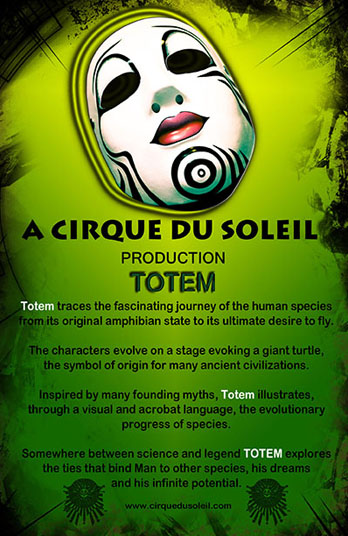 A CIRQUE DU SOLEIL
PRODUCTION
TOTEM
Totem traces the fascinating journey of the human species
from its original amphibian state to its ultimate desire to fly.
The characters evolve on a stage evoking a giant turtle,
the symbol of origin for many ancient civilizations.
Inspired by many founding myths, Totem illustrates,
through a visual and acrobat language, the evolutionary
progress of species.
Somewhere between science and legend TOTEM explores
the ties that bind Man to other species, his dreams
and his infinite potential.
www.cirquedusoleil.com